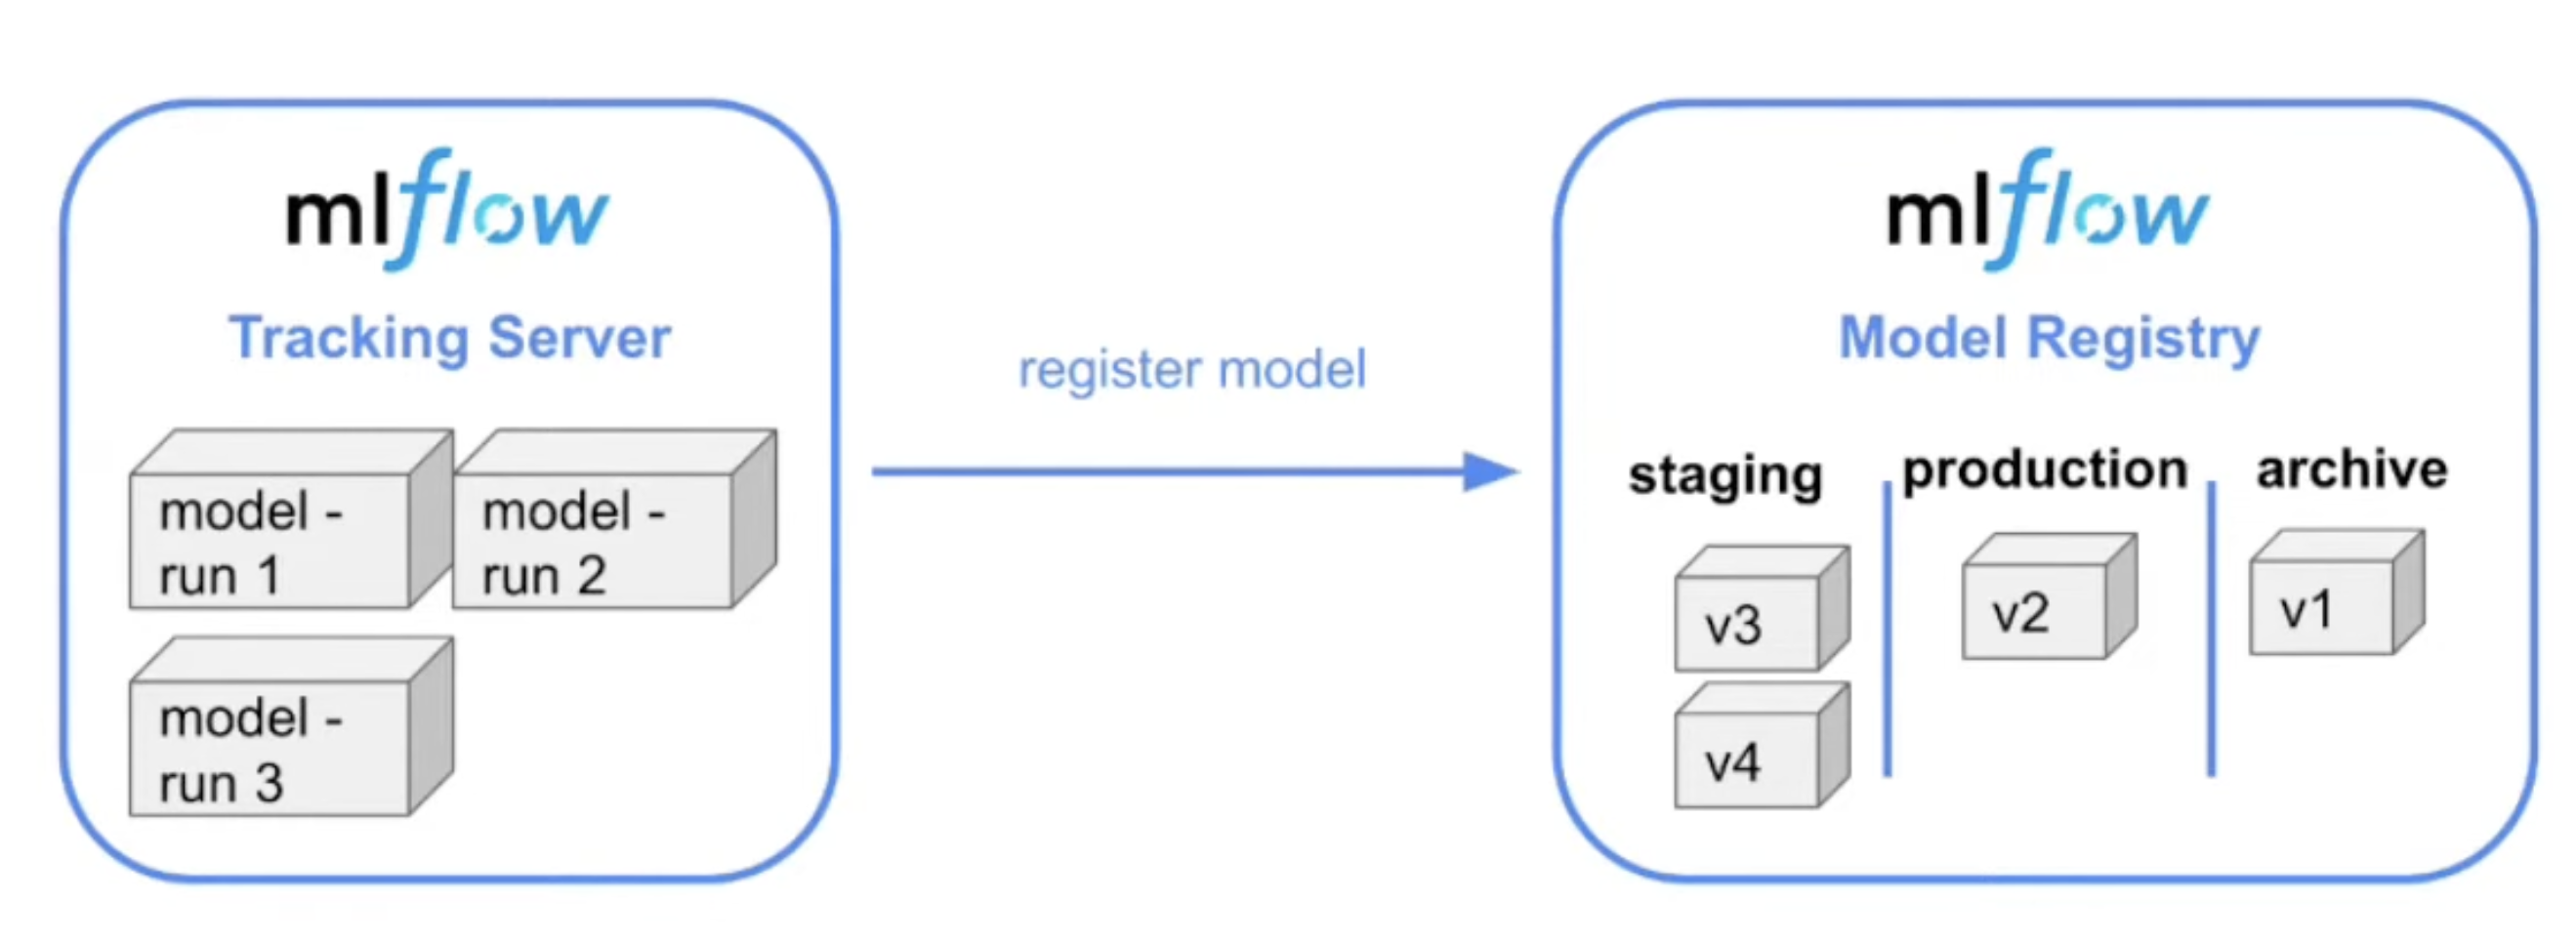 mlflow
Tracking Server
model -
run 1
model -
run 2
model -
run 3
register model
mlflow
Model Registry
staging
production
archive
v3
v2
v1
v4